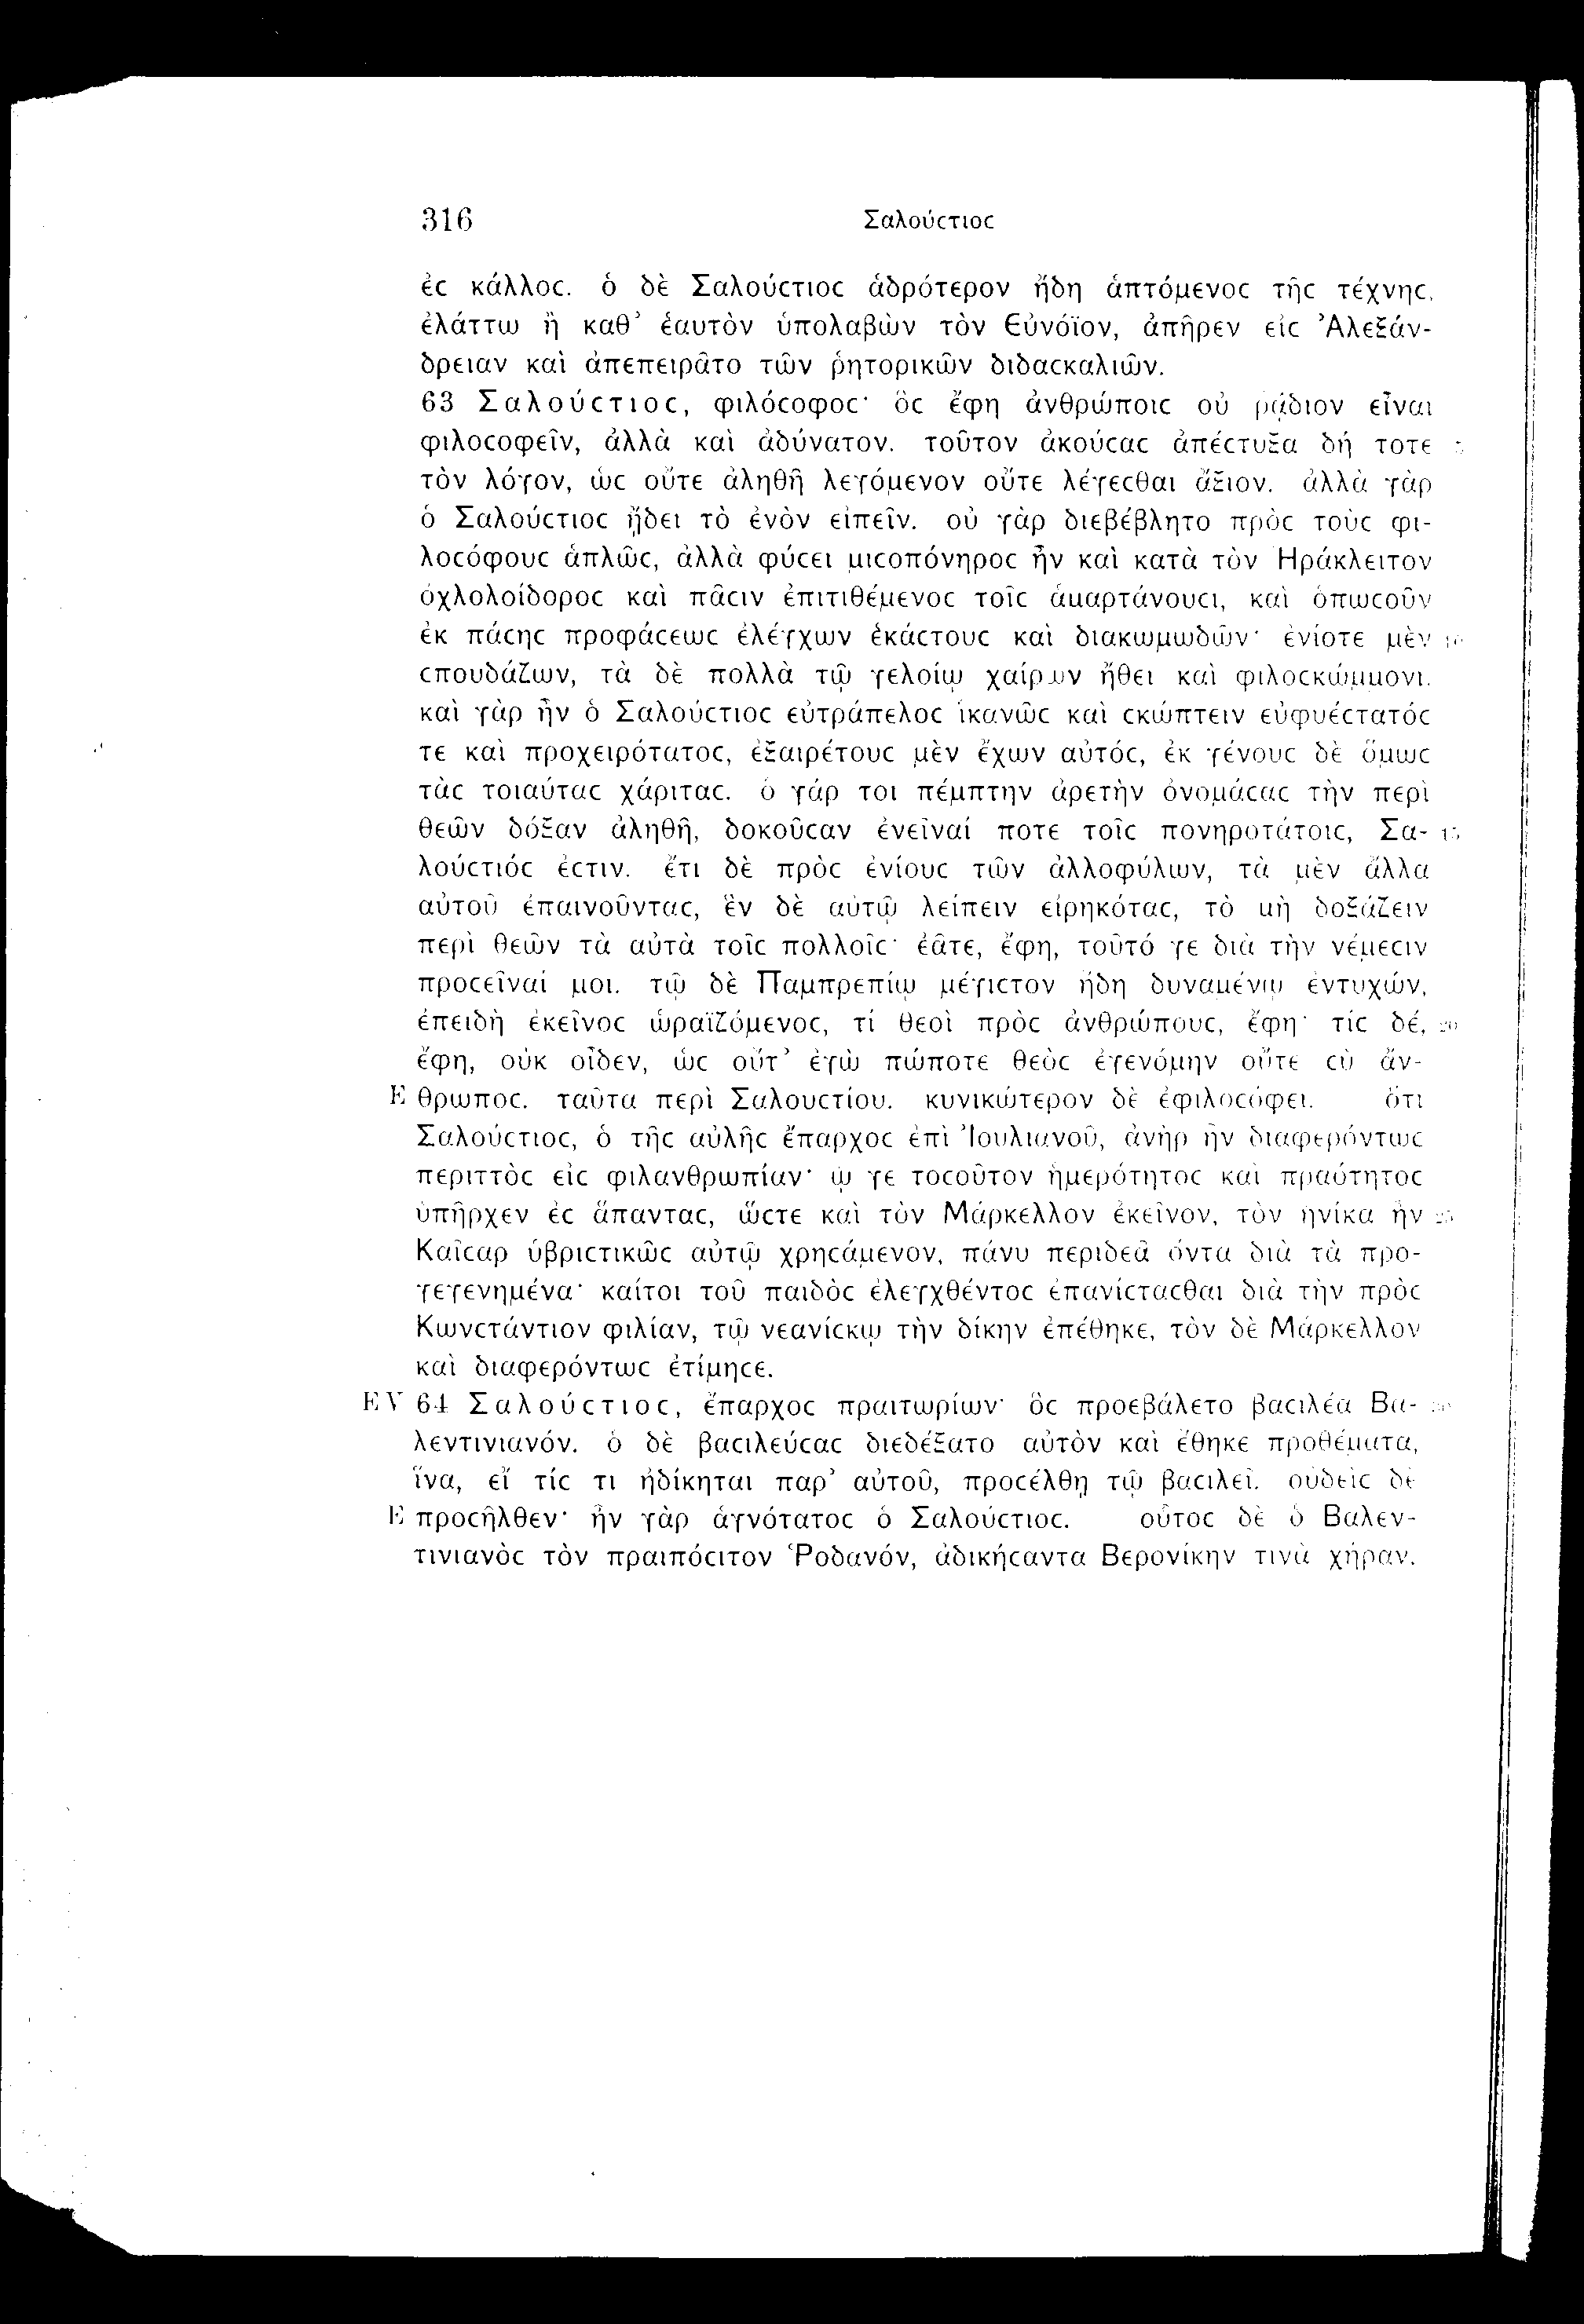 316 Σαλούϲτιοϲ
ἐϲ κάλλοϲ. ὁ δὲ Σαλούϲτιοϲ ἁδρότερον ἤδη ἁπτόμενοϲ τῆϲ τέχνηϲ,
ἐλάττω ἢ καθ᾽ ἑαυτὸν ὑπολαβὼν τὸν Εὐνόϊον, ἀπῆρεν εἰϲ Ἀλεξάν-
δρειαν καὶ ἀπεπειρᾶτο τῶν ῥητορικῶν διδαϲκαλιῶν.
63 Σαλούϲτιοϲ, φιλόϲοφοϲ· ὃϲ ἔφη ἀνθρώποιϲ οὐ ῥᾴδιον εἶναι
φιλοϲοφεῖν, ἀλλὰ καὶ ἀδύνατον. τοῦτον ἀκούϲαϲ ἀπέϲτυξα δή τοτε 5
τὸν λόγον, ὡϲ οὔτε ἀληθῆ λεγόμενον οὔτε λέγεϲθαι ἄξιον. ἀλλὰ γὰρ
ὁ Σαλούϲτιοϲ ᾔδει τὸ ἐνὸν εἰπεῖν. οὐ γὰρ διεβέβλητο πρὸϲ τοὺϲ φι-
λοϲόφουϲ ἁπλῶϲ, ἀλλὰ φύϲει μιϲοπόνηροϲ ἦν καὶ κατὰ τὸν Ἡράκλειτον
ὀχλολοίδοροϲ καὶ πᾶϲιν ἐπιτιθέμενοϲ τοῖϲ ἁμαρτάνουϲι, καὶ ὁπωϲοῦν
ἐκ πάϲηϲ προφάϲεωϲ ἐλέγχων ἑκάϲτουϲ καὶ διακωμωδῶν· ἐνίοτε μὲν 10
ϲπουδάζων, τὰ δὲ πολλὰ τῷ γελοίῳ χαίρων ἤθει καὶ φιλοϲκώμμονι.
καὶ γὰρ ἦν ὁ Σαλούϲτιοϲ εὐτράπελοϲ ἱκανῶϲ καὶ ϲκώπτειν εὐφυέϲτατόϲ
τε καὶ προχειρότατοϲ, ἐξαιρέτουϲ μὲν ἔχων αὐτόϲ, ἐκ γένουϲ δὲ ὅμωϲ
τὰϲ τοιαύταϲ χάριταϲ. ὁ γάρ τοι πέμπτην ἀρετὴν ὀνομάϲαϲ τὴν περὶ
θεῶν δόξαν ἀληθῆ, δοκοῦϲαν ἐνεῖναί ποτε τοῖϲ πονηροτάτοιϲ, Σα- 15
λούϲτιόϲ ἐϲτιν. ἔτι δὲ πρὸϲ ἐνίουϲ τῶν ἀλλοφύλων, τὰ μὲν ἄλλα
αὐτοῦ ἐπαινοῦνταϲ, ἓν δὲ αὐτῷ λείπειν εἰρηκόταϲ, τὸ μὴ δοξάζειν
περὶ θεῶν τὰ αὐτὰ τοῖϲ πολλοῖϲ· ἐᾶτε, ἔφη, τοῦτό γε διὰ τὴν νέμεϲιν
προϲεῖναί μοι. τῷ δὲ Παμπρεπίῳ μέγιϲτον ἤδη δυναμένῳ ἐντυχών,
ἐπειδὴ ἐκεῖνοϲ ὡραϊζόμενοϲ, τί θεοὶ πρὸϲ ἀνθρώπουϲ, ἔφη· τίϲ δέ, 20
ἔφη, οὐκ οἶδεν, ὡϲ οὔτ᾽ ἐγὼ πώποτε θεὸϲ ἐγενόμην οὔτε ϲὺ ἄν-
E θρωποϲ. ταῦτα περὶ Σαλουϲτίου. κυνικώτερον δὲ ἐφιλοϲόφει. ὅτι
Σαλούϲτιοϲ, ὁ τῆϲ αὐλῆϲ ἔπαρχοϲ ἐπὶ Ἰουλιανοῦ, ἀνὴρ ἦν διαφερόντωϲ
περιττὸϲ εἰϲ φιλανθρωπίαν· ᾧ γε τοϲοῦτον ἡμερότητοϲ καὶ πραότητοϲ
ὑπῆρχεν ἐϲ ἅπανταϲ, ὥϲτε καὶ τὸν Μάρκελλον ἐκεῖνον, τὸν ἡνίκα ἦν 25
Καῖϲαρ ὑβριϲτικῶϲ αὐτῷ χρηϲάμενον, πάνυ περιδεᾶ ὄντα διὰ τὰ προ-
γεγενημένα· καίτοι τοῦ παιδὸϲ ἐλεγχθέντοϲ ἐπανίϲταϲθαι διὰ τὴν πρὸϲ
Κωνϲτάντιον φιλίαν, τῷ νεανίϲκῳ τὴν δίκην ἐπέθηκε, τὸν δὲ Μάρκελλον
καὶ διαφερόντωϲ ἐτίμηϲε.
EV 64 Σαλούϲτιοϲ, ἔπαρχοϲ πραιτωρίων· ὃϲ προεβάλετο βαϲιλέα Βα- 30
λεντινιανόν. ὁ δὲ βαϲιλεύϲαϲ διεδέξατο αὐτὸν καὶ ἔθηκε προθέματα,
ἵνα, εἴ τίϲ τι ἠδίκηται παρ᾽ αὐτοῦ, προϲέλθῃ τῷ βαϲιλεῖ. οὐδεὶϲ δὲ
E προϲῆλθεν· ἦν γὰρ ἁγνότατοϲ ὁ Σαλούϲτιοϲ. οὗτοϲ δὲ ὁ Βαλεν-
τινιανὸϲ τὸν πραιπόϲιτον Ῥοδανόν, ἀδικήϲαντα Βερονίκην τινὰ χήραν,